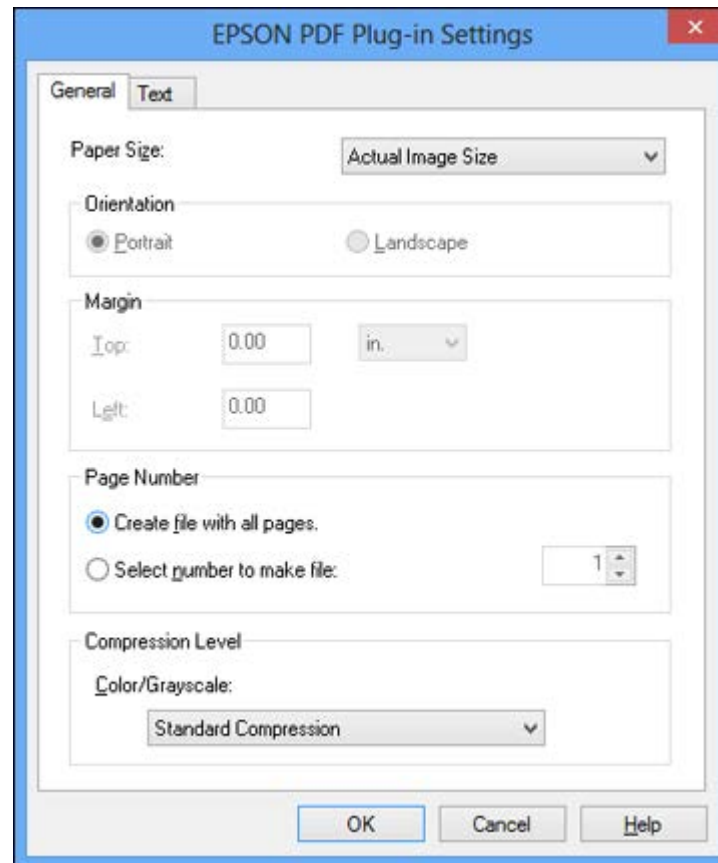 EPSON PDF Plug-in Settings
General Text
Paper Size: Actual Image Size
Orientation
Portrait Landscape
Margin
Top: 0.00 in.
Left: 0.00
Page Number
Create file with all pages.
Select number to make file: 1
Compression Level
Color/Grayscale:
Standard Compression
OK Cancel Help